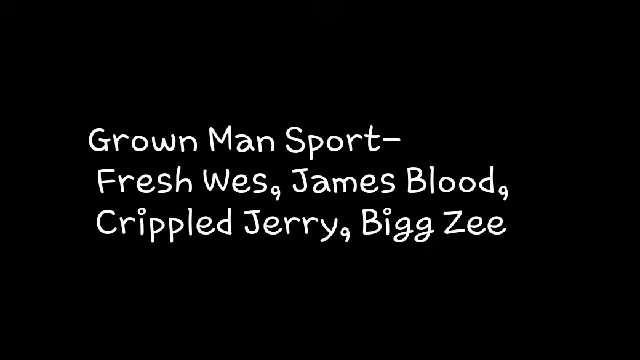 Grown Man Sport-
Fresh Wes, James Blood,
Crippled Jerry, Bigg Zee